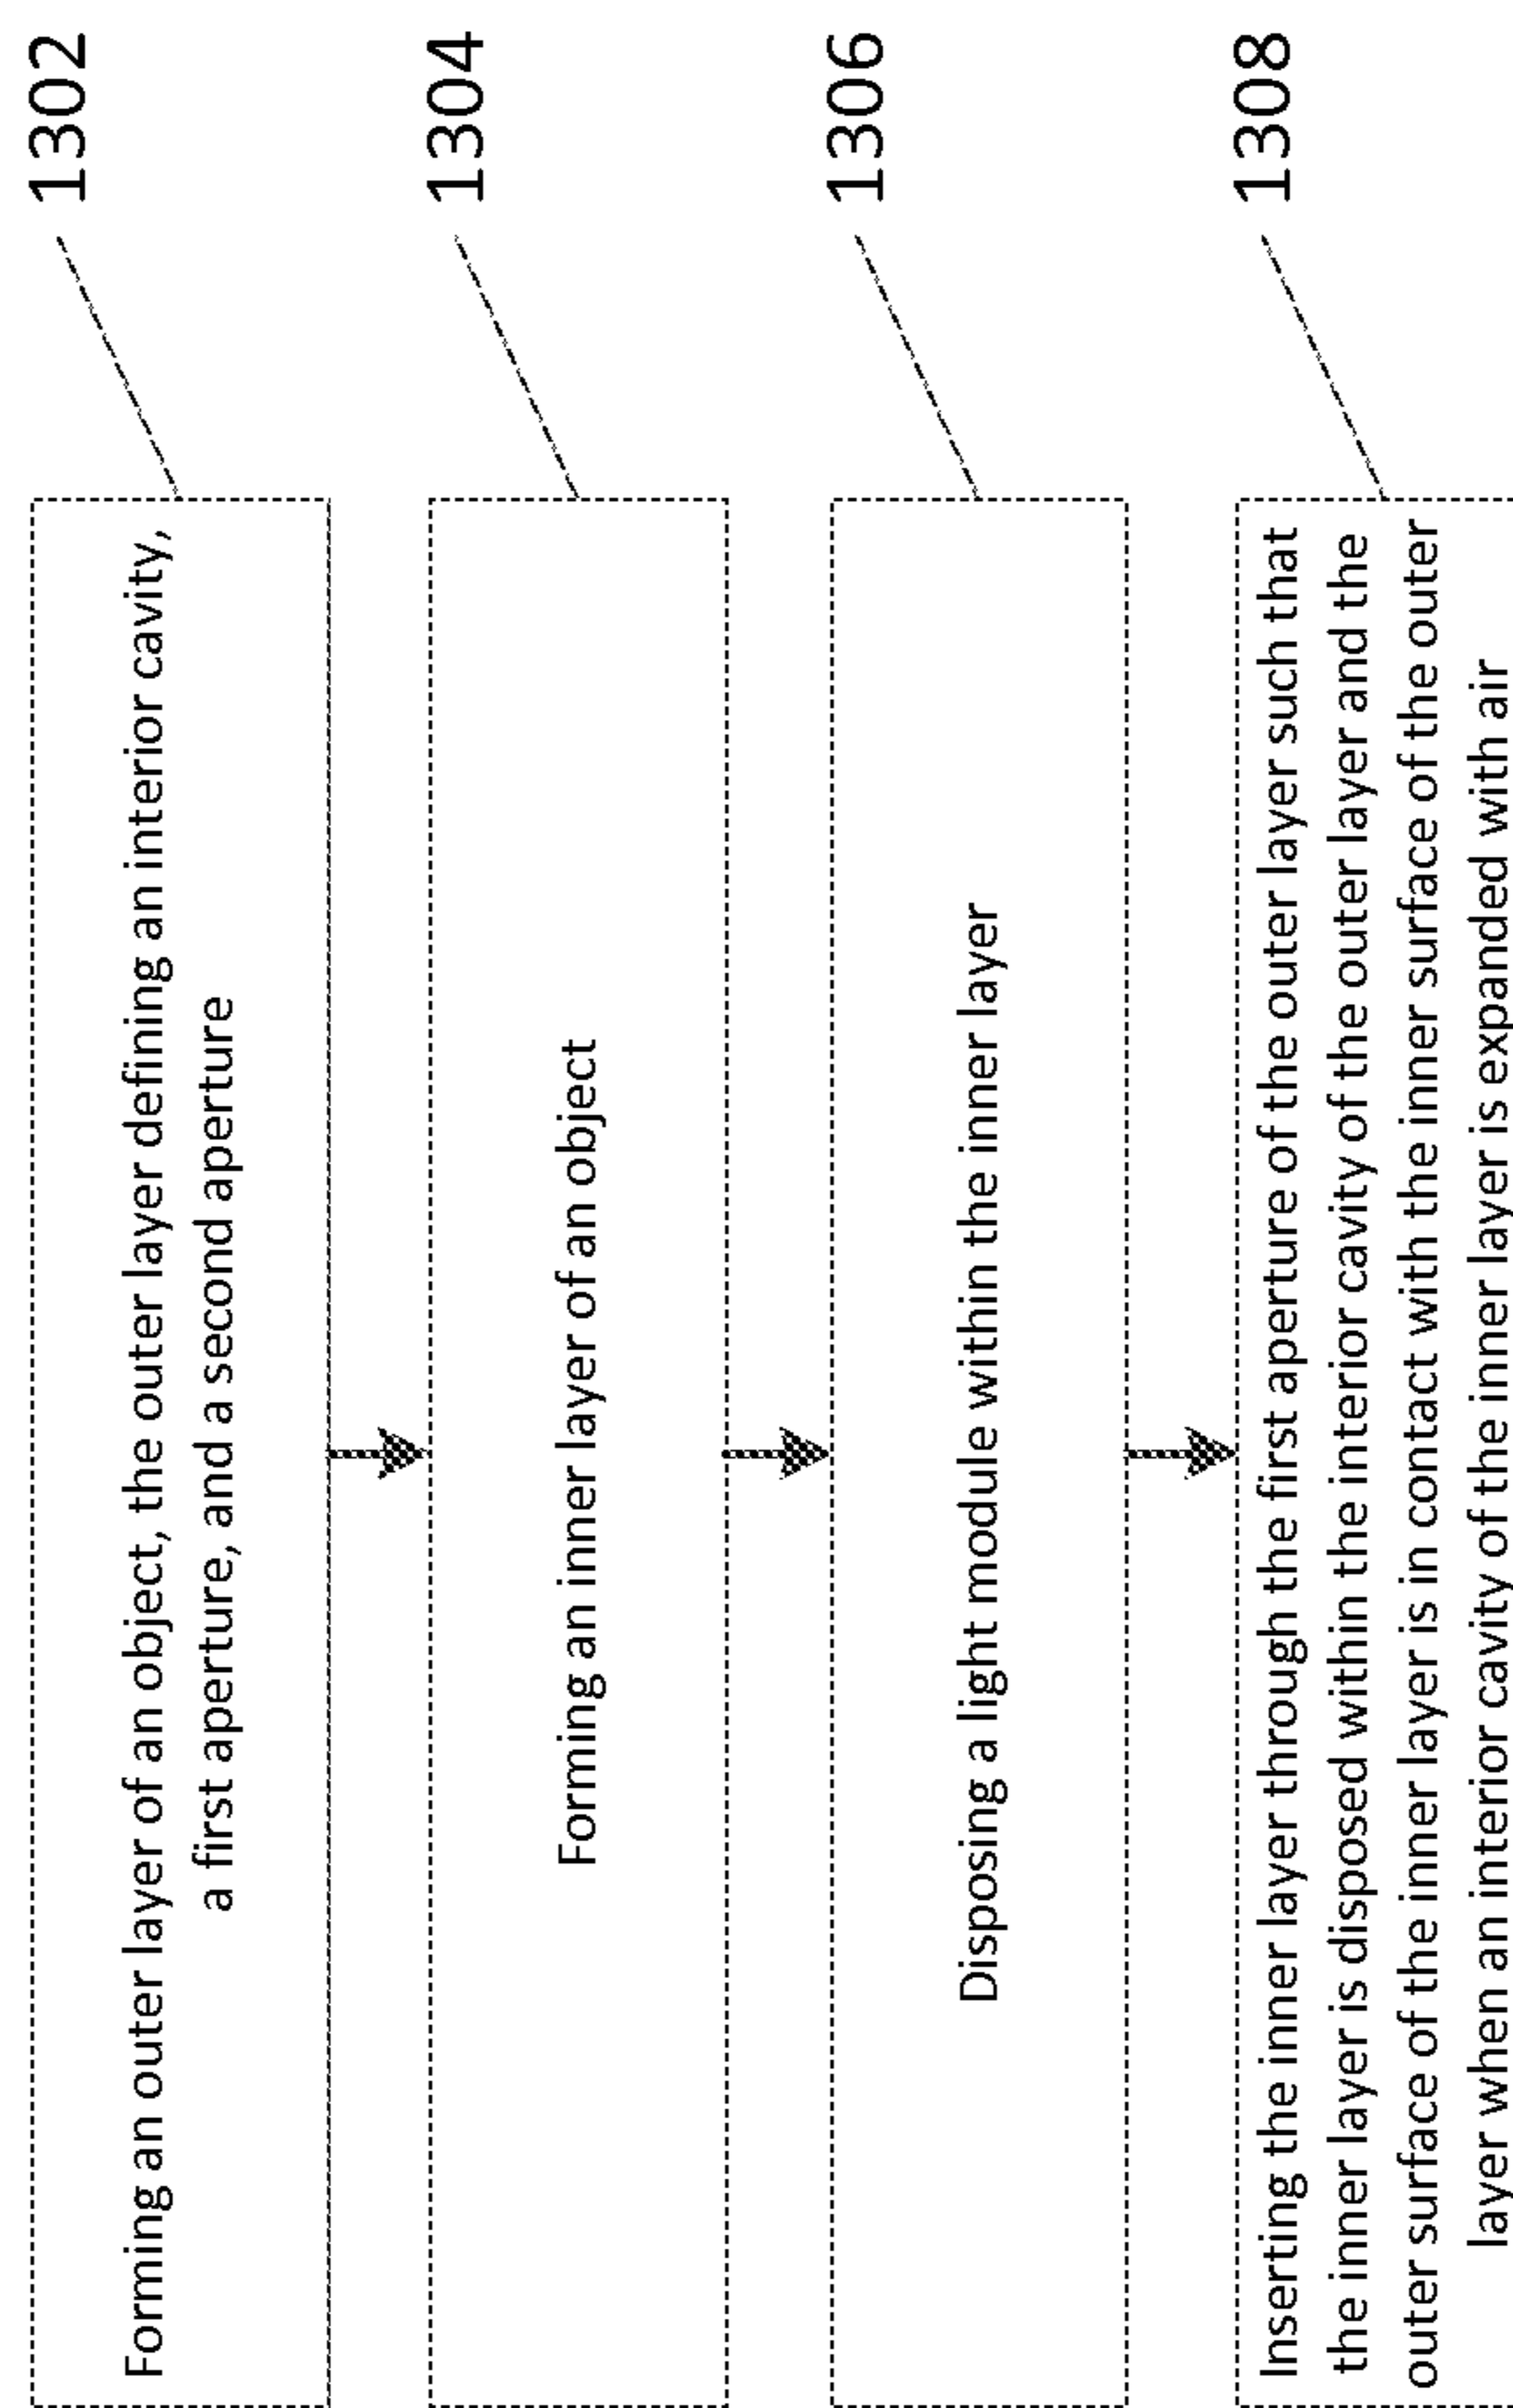 Forming an outer layer of an object, the outer layer defining an interior cavity,
a first aperture, and a second aperture
1302
Forming an inner layer of an object
1304
Disposing a light module within the inner layer
1306
Inserting the inner layer through the first aperture of the outer layer such that
the inner layer is disposed within the interior cavity of the outer layer and the
outer surface of the inner layer is in contact with the inner surface of the outer
layer when an interior cavity of the inner layer is expanded with air
1308